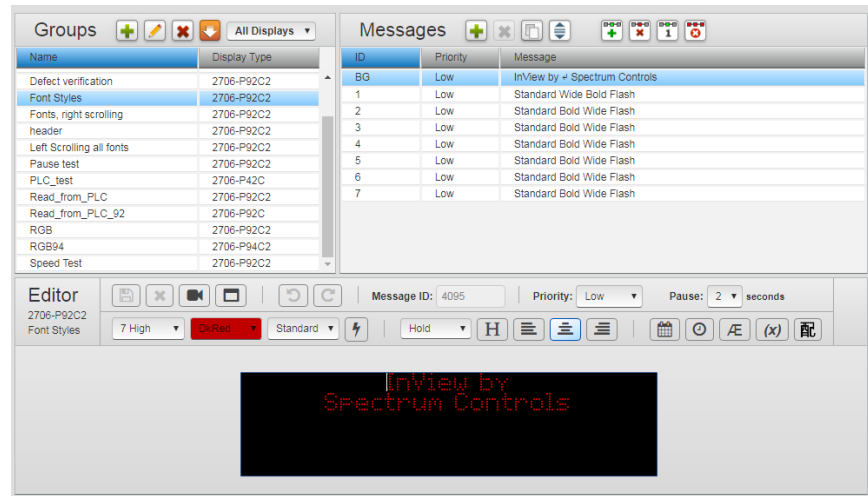 Groups
All Displays
Name Display Type
Defect verification 2706-P92C2
Font Styles 2706-P92C2
Fonts, right scrolling 2706-P92C2
header 2706-P92C2
Left Scrolling all fonts 2706-P92C2
Pause test 2706-P92C2
PLC_test 2706-P42C
Read_from_PLC 2706-P92C2
Read_from_PLC_92 2706-P92C
RGB 2706-P92C2
RGB94 2706-P94C2
Speed Test 2706-P92C2
Messages
1
ID Priority Message
BG Low InView by ↵ Spectrum Controls
1 Low Standard Wide Bold Flash
2 Low Standard Bold Wide Flash
3 Low Standard Bold Wide Flash
4 Low Standard Bold Wide Flash
5 Low Standard Bold Wide Flash
6 Low Standard Bold Wide Flash
7 Low Standard Bold Wide Flash
Editor
2706-P92C2
Font Styles
Message ID: 4095 Priority: Low Pause: 2 seconds
7 High DkRed Standard Hold H Æ (x) 配
InView by
Spectrum Controls